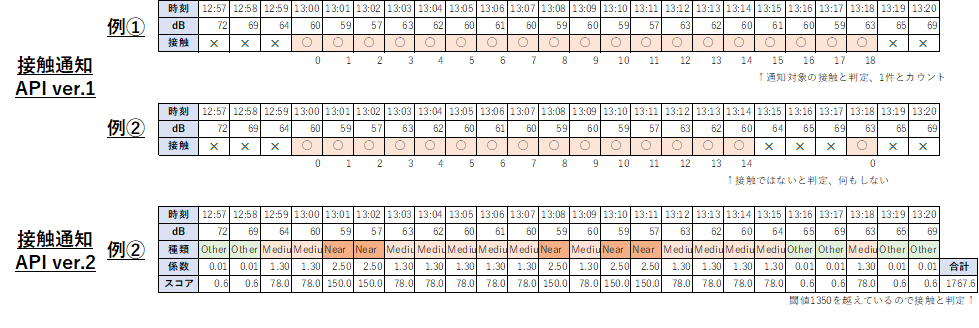 時刻 12:57 12:58 12:59 13:00 13:01 13:02 13:03 13:04 13:05 13:06 13:07 13:08 13:09 13:10 13:11 13:12 13:13 13:14 13:15 13:16 13:17 13:18 13:19 13:20
例①
dB 72 69 64 60 59 57 63 62 60 61 60 59 60 59 57 63 62 60 61 60 59 63 65 69
接触 × × × ○ ○ ○ ○ ○ ○ ○ ○ ○ ○ ○ ○ ○ ○ ○ ○ ○ ○ ○ × ×
0 1 2 3 4 5 6 7 8 9 10 11 12 13 14 15 16 17 18
↑通知対象の接触と判定、1件とカウント
接触通知
API ver.1
時刻 12:57 12:58 12:59 13:00 13:01 13:02 13:03 13:04 13:05 13:06 13:07 13:08 13:09 13:10 13:11 13:12 13:13 13:14 13:15 13:16 13:17 13:18 13:19 13:20
例②
dB 72 69 64 60 59 57 63 62 60 61 60 59 60 59 57 63 62 60 64 65 69 63 65 69
接触 × × × ○ ○ ○ ○ ○ ○ ○ ○ ○ ○ ○ ○ ○ ○ ○ × × × ○ × ×
0 1 2 3 4 5 6 7 8 9 10 11 12 13 14 0
↑接触ではないと判定、何もしない
接触通知
API ver.2
例②
時刻 12:57 12:58 12:59 13:00 13:01 13:02 13:03 13:04 13:05 13:06 13:07 13:08 13:09 13:10 13:11 13:12 13:13 13:14 13:15 13:16 13:17 13:18 13:19 13:20
dB 72 69 64 60 59 57 63 62 60 61 60 59 60 59 57 63 62 60 64 65 69 63 65 69
種類 Other Other Mediu Mediu Near Near Mediu Mediu Mediu Mediu Mediu Near Mediu Near Near Mediu Mediu Mediu Mediu Other Other Mediu Other Other
係数 0.01 0.01 1.30 1.30 2.50 2.50 1.30 1.30 1.30 1.30 1.30 2.50 1.30 2.50 2.50 1.30 1.30 1.30 1.30 0.01 0.01 1.30 0.01 0.01 合計
スコア 0.6 0.6 78.0 78.0 150.0 150.0 78.0 78.0 78.0 78.0 78.0 150.0 78.0 150.0 150.0 78.0 78.0 78.0 78.0 0.6 0.6 78.0 0.6 0.6 1767.6
閾値1350を越えているので接触と判定↑